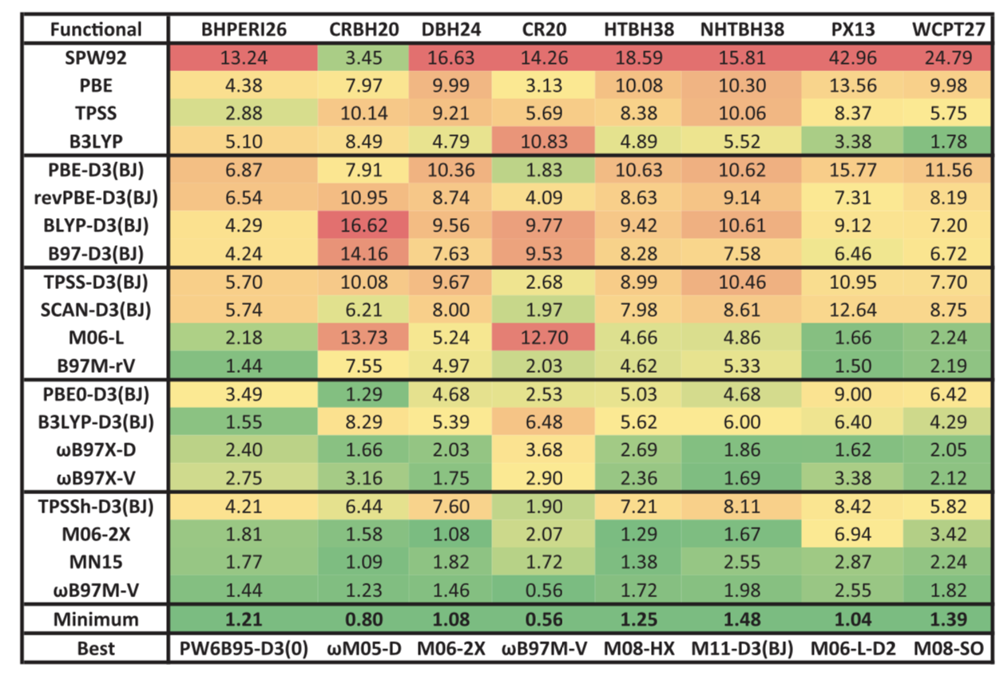 Functional BHPERI26 CRBH20 DBH24 CR20 HTBH38 NHTBH38 PX13 WCPT27
SPW92 13.24 3.45 16.63 14.26 18.59 15.81 42.96 24.79
PBE 4.38 7.97 9.99 3.13 10.08 10.30 13.56 9.98
TPSS 2.88 10.14 9.21 5.69 8.38 10.06 8.37 5.75
B3LYP 5.10 8.49 4.79 10.83 4.89 5.52 3.38 1.78
PBE-D3(BJ) 6.87 7.91 10.36 1.83 10.63 10.62 15.77 11.56
revPBE-D3(BJ) 6.54 10.95 8.74 4.09 8.63 9.14 7.31 8.19
BLYP-D3(BJ) 4.29 16.62 9.56 9.77 9.42 10.61 9.12 7.20
B97-D3(BJ) 4.24 14.16 7.63 9.53 8.28 7.58 6.46 6.72
TPSS-D3(BJ) 5.70 10.08 9.67 2.68 8.99 10.46 10.95 7.70
SCAN-D3(BJ) 5.74 6.21 8.00 1.97 7.98 8.61 12.64 8.75
M06-L 2.18 13.73 5.24 12.70 4.66 4.86 1.66 2.24
B97M-rV 1.44 7.55 4.97 2.03 4.62 5.33 1.50 2.19
PBE0-D3(BJ) 3.49 1.29 4.68 2.53 5.03 4.68 9.00 6.42
B3LYP-D3(BJ) 1.55 8.29 5.39 6.48 5.62 6.00 6.40 4.29
ωB97X-D 2.40 1.66 2.03 3.68 2.69 1.86 1.62 2.05
ωB97X-V 2.75 3.16 1.75 2.90 2.36 1.69 3.38 2.12
TPSSh-D3(BJ) 4.21 6.44 7.60 1.90 7.21 8.11 8.42 5.82
M06-2X 1.81 1.58 1.08 2.07 1.29 1.67 6.94 3.42
MN15 1.77 1.09 1.82 1.72 1.38 2.55 2.87 2.24
ωB97M-V 1.44 1.23 1.46 0.56 1.72 1.98 2.55 1.82
Minimum 1.21 0.80 1.08 0.56 1.25 1.48 1.04 1.39
Best PW6B95-D3(0) ωM05-D M06-2X ωB97M-V M08-HX M11-D3(BJ) M06-L-D2 M08-SO